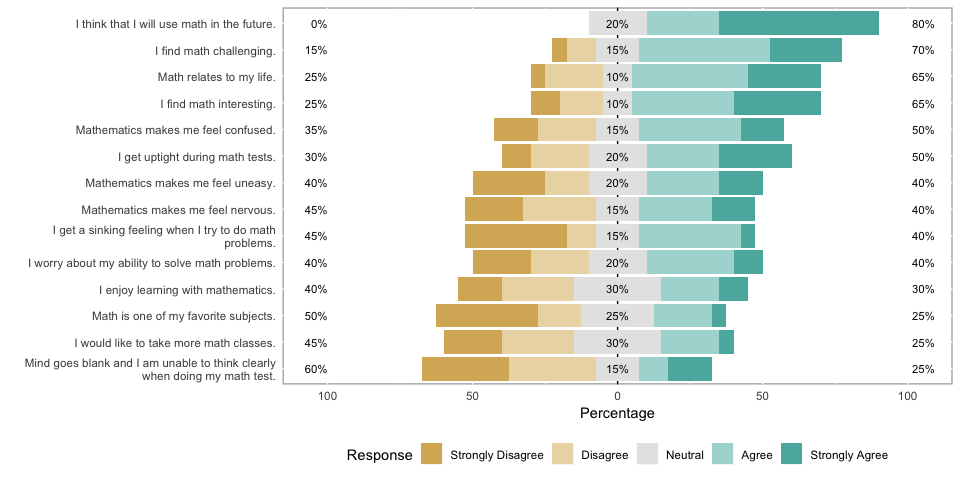 I think that I will use math in the future. 0% 20% 80%
I find math challenging. 15% 15% 70%
Math relates to my life. 25% 10% 65%
I find math interesting. 25% 10% 65%
Mathematics makes me feel confused. 35% 15% 50%
I get uptight during math tests. 30% 20% 50%
Mathematics makes me feel uneasy. 40% 20% 40%
Mathematics makes me feel nervous. 45% 15% 40%
I get a sinking feeling when I try to do math
problems. 45% 15% 40%
I worry about my ability to solve math problems. 40% 20% 40%
I enjoy learning with mathematics. 40% 30% 30%
Math is one of my favorite subjects. 50% 25% 25%
I would like to take more math classes. 45% 30% 25%
Mind goes blank and I am unable to think clearly
when doing my math test. 60% 15% 25%
100 50 0 50 100
Percentage
Response Strongly Disagree Disagree Neutral Agree Strongly Agree